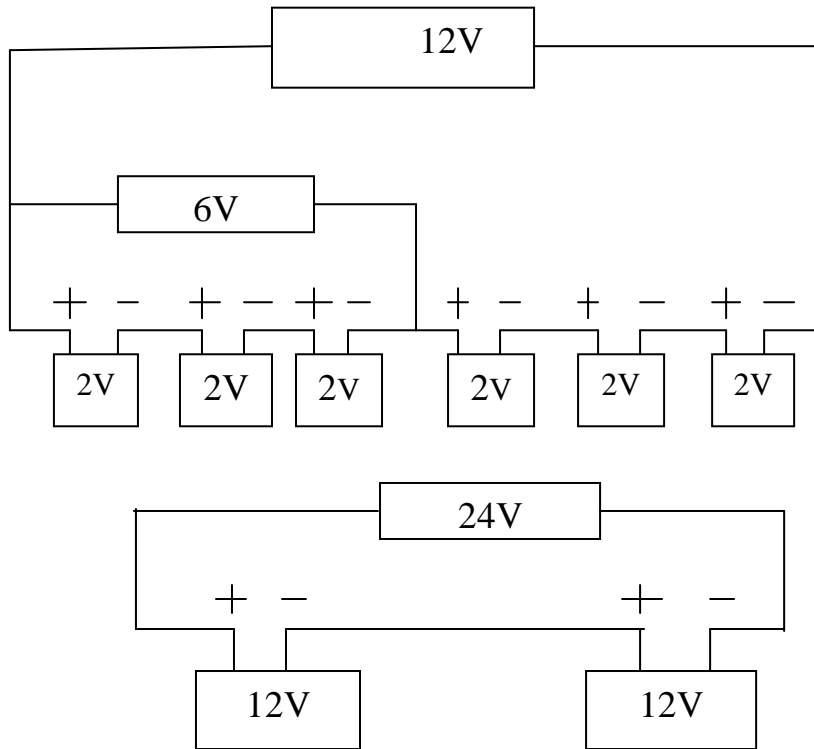 12V
6V
+ − + − + − + − + − + −
2V 2V 2V 2V 2V 2V
24V
+ − + −
12V 12V